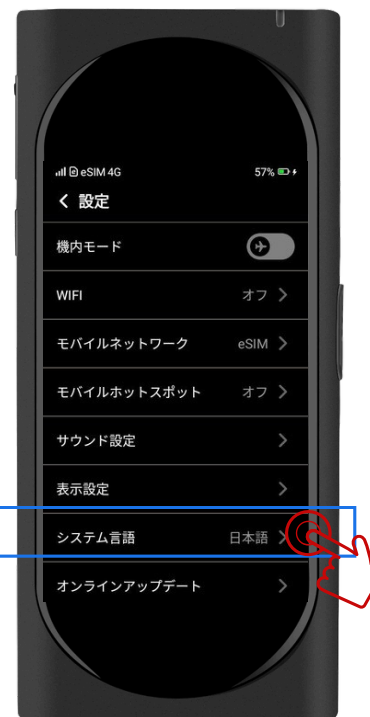 eSIM 4G 57%
設定
機内モード
WIFI オフ
モバイルネットワーク eSIM
モバイルホットスポット オフ
サウンド設定
表示設定
システム言語 日本語
オンラインアップデート